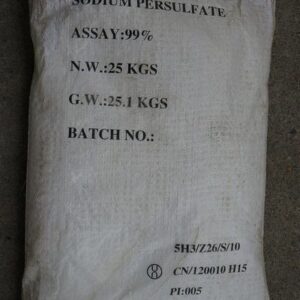 SODIUM PERSULFATE
ASSAY:99%
N.W.:25 KGS
G.W.:25.1 KGS
BATCH NO.:
5H3/Z26/S/10
CN/120010 H15
PI:005